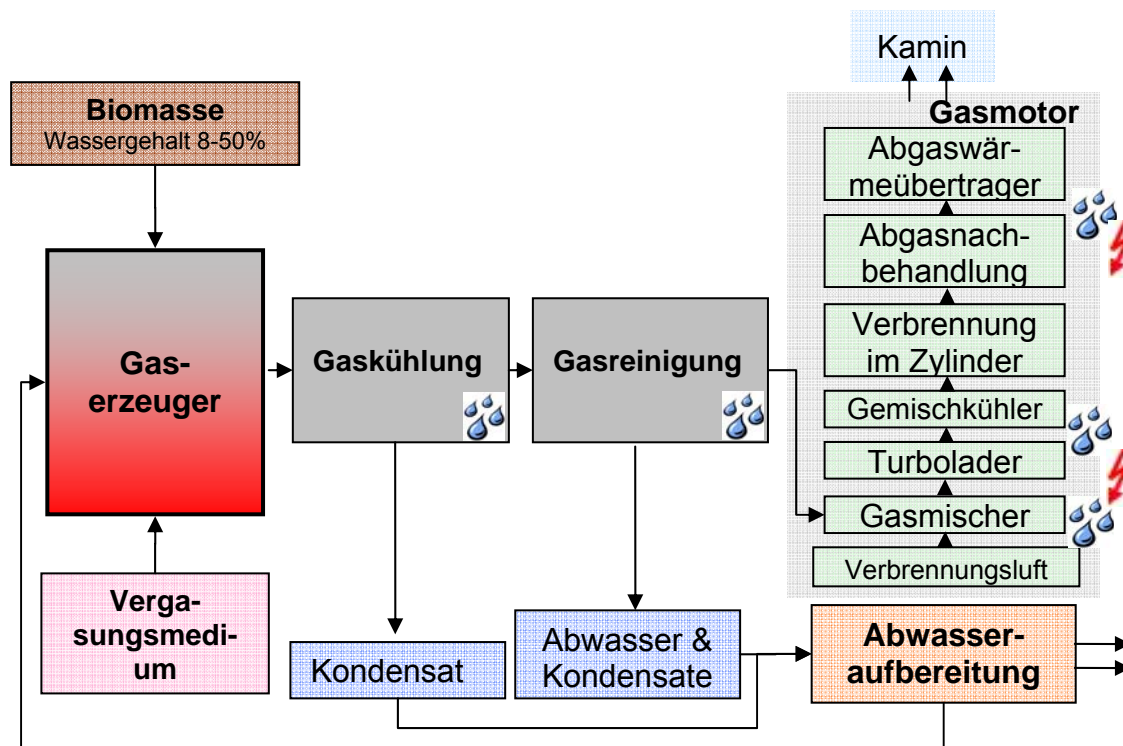 Kamin
Biomasse
Wassergehalt 8-50%
Gasmotor
Abgaswär-
meübertrager
Abgasnach-
behandlung
Gas-
erzeuger
Gaskühlung
Gasreinigung
Verbrennung
im Zylinder
Gemischkühler
Turbolader
Gasmischer
Verbrennungsluft
Verga-
sungsmedi-
um
Kondensat
Abwasser &
Kondensate
Abwasser-
aufbereitung